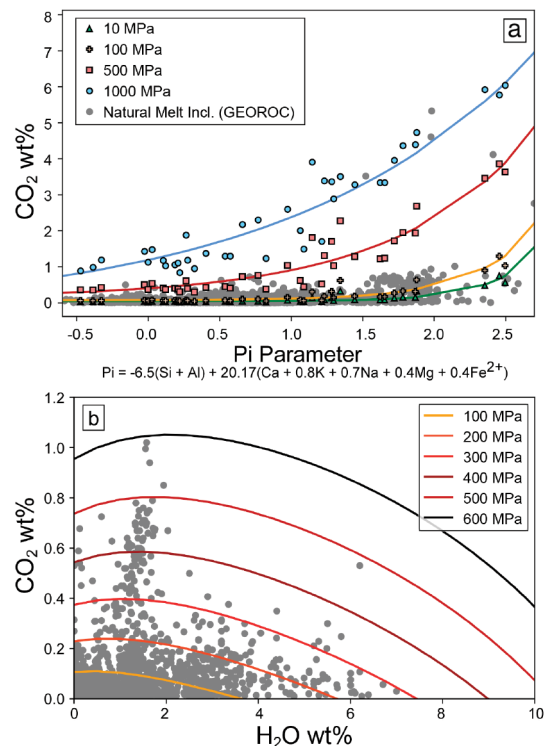 a
10 MPa
100 MPa
500 MPa
1000 MPa
Natural Melt Incl. (GEOROC)
8
7
6
5
4
3
2
1
0
CO₂ wt%
-0.5 0.0 0.5 1.0 1.5 2.0 2.5
Pi Parameter
Pi = -6.5(Si + Al) + 20.17(Ca + 0.8K + 0.7Na + 0.4Mg + 0.4Fe²⁺)
b
100 MPa
200 MPa
300 MPa
400 MPa
500 MPa
600 MPa
1.2
1.0
0.8
0.6
0.4
0.2
0.0
CO₂ wt%
0 2 4 6 8 10
H₂O wt%